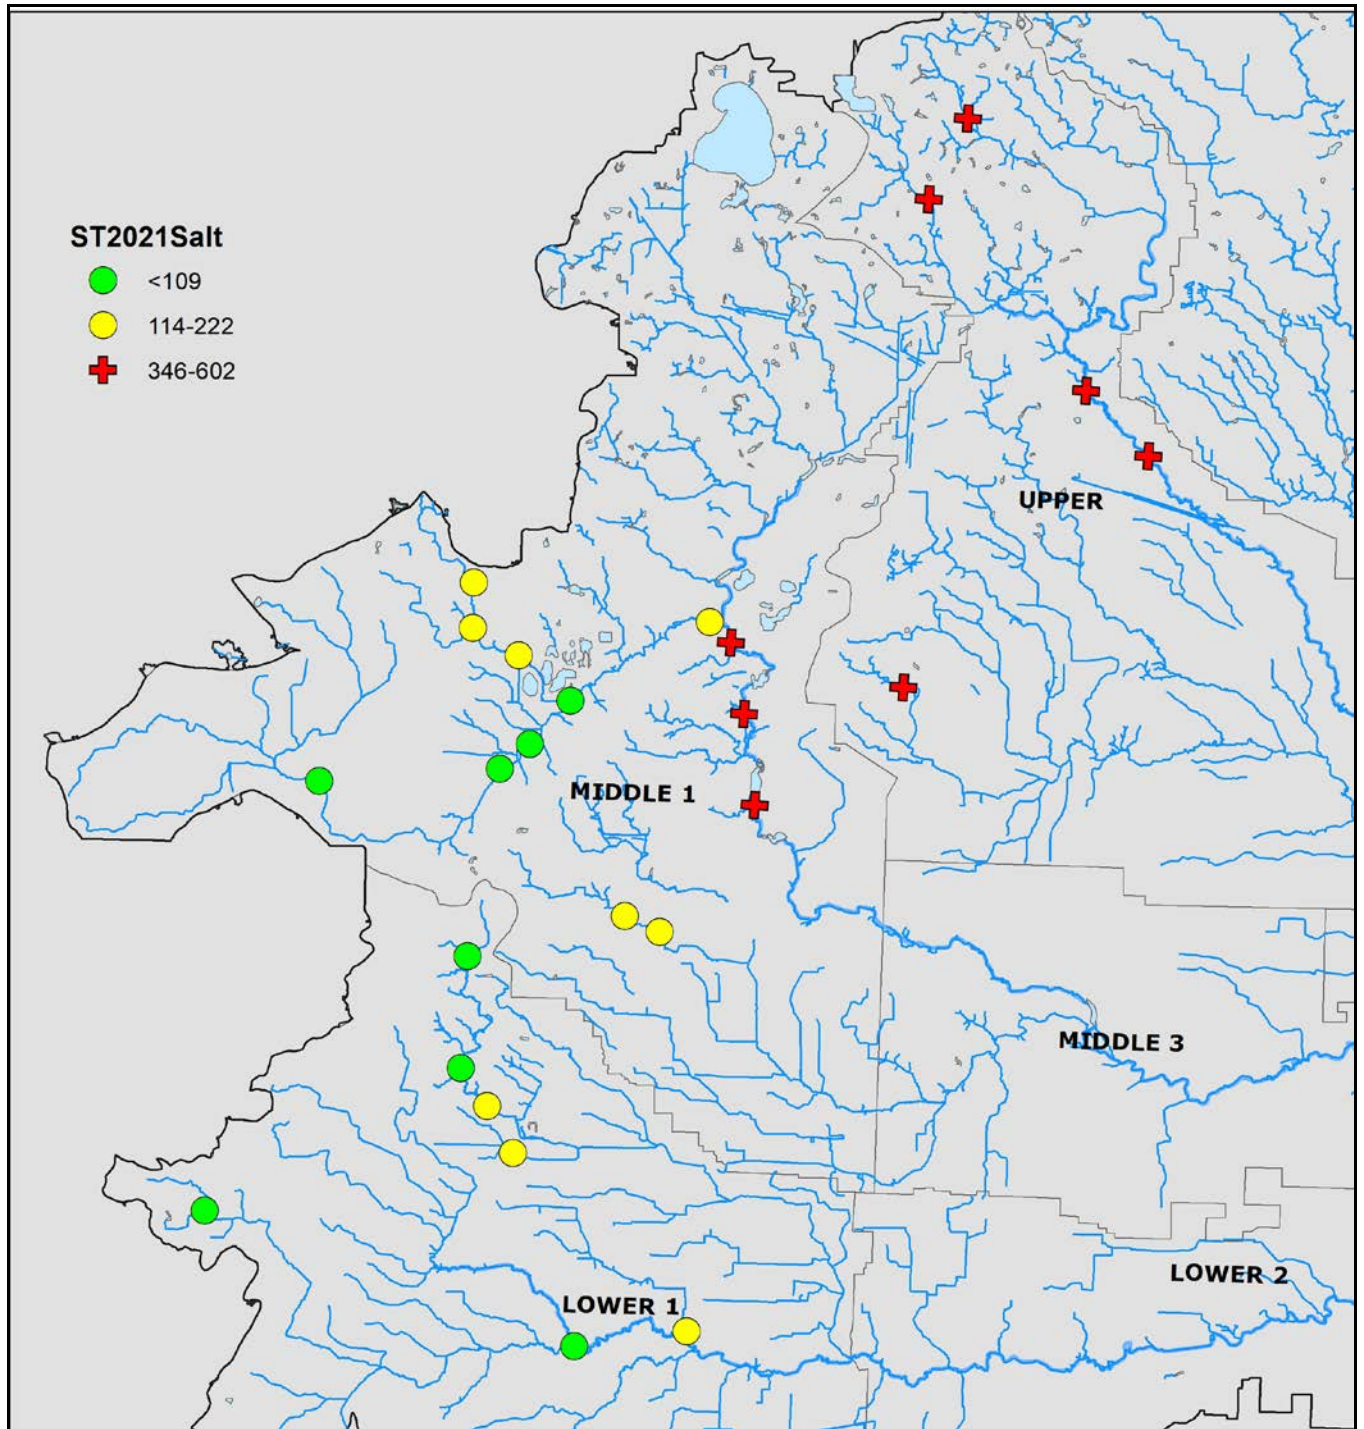 ST2021Salt
<109
114-222
346-602
UPPER
MIDDLE 1
MIDDLE 3
LOWER 2
LOWER 1